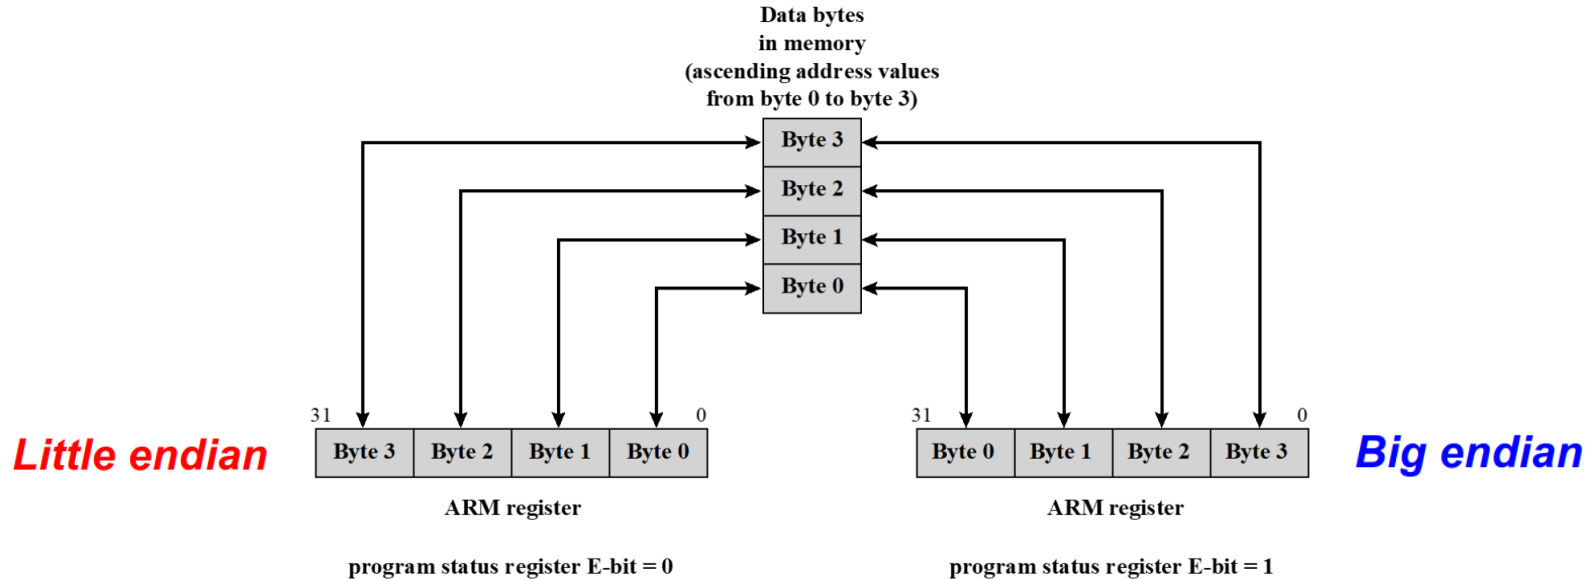 Data bytes
in memory
(ascending address values
from byte 0 to byte 3)
Byte 3
Byte 2
Byte 1
Byte 0
31 0
31 0
Little endian
Byte 3 Byte 2 Byte 1 Byte 0
Byte 0 Byte 1 Byte 2 Byte 3
Big endian
ARM register
ARM register
program status register E-bit = 0
program status register E-bit = 1